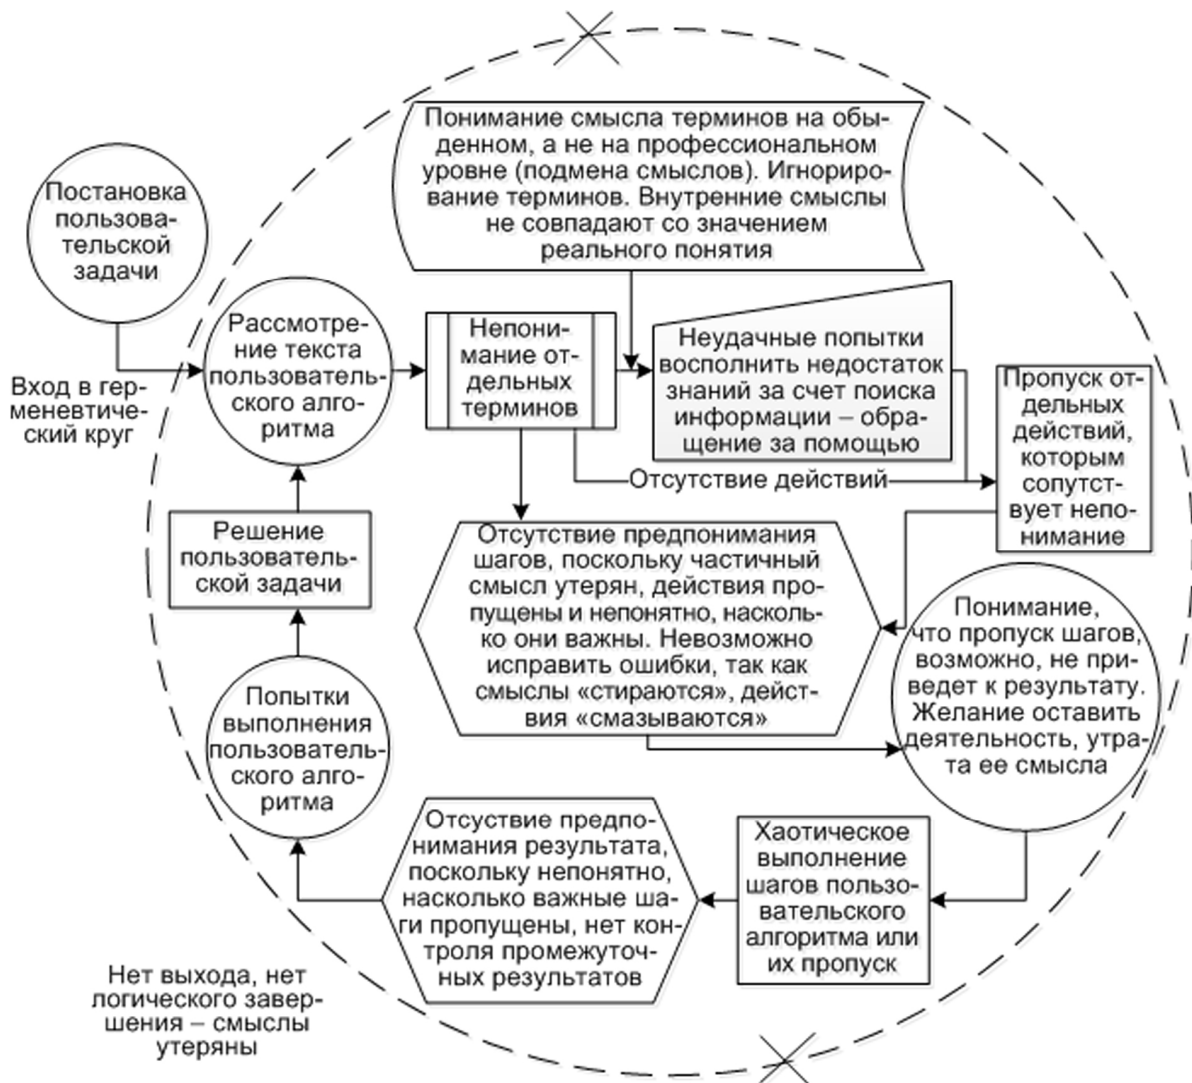 Понимание смысла терминов на обы-
денном, а не на профессиональном
уровне (подмена смыслов). Игнориро-
вание терминов. Внутренние смыслы
не совпадают со значением
реального понятия
Постановка
пользова-
тельской
задачи
Вход в гер-
меневтиче-
ский круг
Рассмотре-
ние текста
пользователь-
ского алго-
ритма
Непони-
мание от-
дельных
терминов
Неудачные попытки
восполнить недостаток
знаний за счет поиска
информации – обра-
щение за помощью
Пропуск от-
дельных
действий,
которым
сопутст-
вует непо-
нимание
Отсутствие действий
Отсутствие предпонимания
шагов, поскольку частичный
смысл утерян, действия про-
пущены и непонятно, насколь-
ко они важны. Невозможно
исправить ошибки, так как
смыслы «стираются», дейст-
вия «смазываются»
Понимание,
что пропуск шагов,
возможно, не при
ведет к результату.
Желание оставить
деятельность, утра-
та ее смысла
Хаотическое
выполнение
шагов пользо-
вательского
алгоритма или
их пропуск
Отсуствие предпо-
нимания результата,
поскольку непонятно,
насколько важные ша-
ги пропущены, нет кон-
троля промежуточ-
ных результатов
Попытки
выполнения
пользователь-
ского алго-
ритма
Решение
пользователь-
ской задачи
Нет выхода, нет
логического завер-
шения – смыслы
утеряны